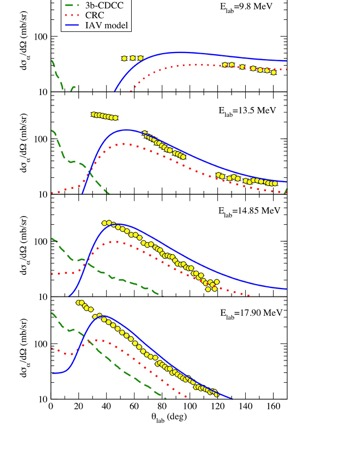 3b-CDCC
CRC
IAV model
E_lab=9.8 MeV
100
dσ_α/dΩ (mb/sr)
10
E_lab=13.5 MeV
100
dσ_α/dΩ (mb/sr)
10
E_lab=14.85 MeV
100
dσ_α/dΩ (mb/sr)
10
E_lab=17.90 MeV
100
dσ_α/dΩ (mb/sr)
10
0 20 40 60 80 100 120 140 160
θ_lab (deg)